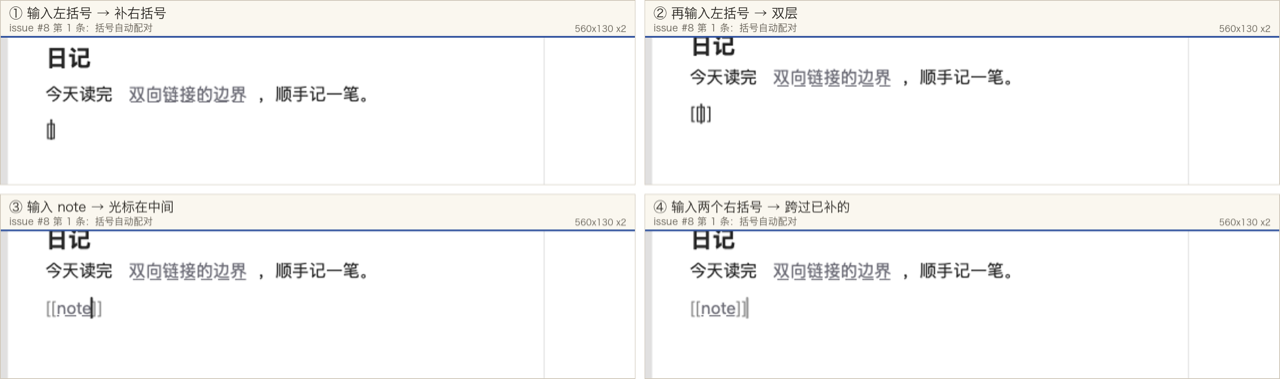 ① 输入左括号 → 补右括号
issue #8 第 1 条: 括号自动配对
560x130 x2
日记
今天读完 双向链接的边界 ，顺手记一笔。
[]
② 再输入左括号 → 双层
issue #8 第 1 条: 括号自动配对
560x130 x2
日记
今天读完 双向链接的边界 ，顺手记一笔。
[[]]
③ 输入 note → 光标在中间
issue #8 第 1 条: 括号自动配对
560x130 x2
日记
今天读完 双向链接的边界 ，顺手记一笔。
[[note]]
④ 输入两个右括号 → 跨过已补的
issue #8 第 1 条: 括号自动配对
560x130 x2
日记
今天读完 双向链接的边界 ，顺手记一笔。
[[note]]